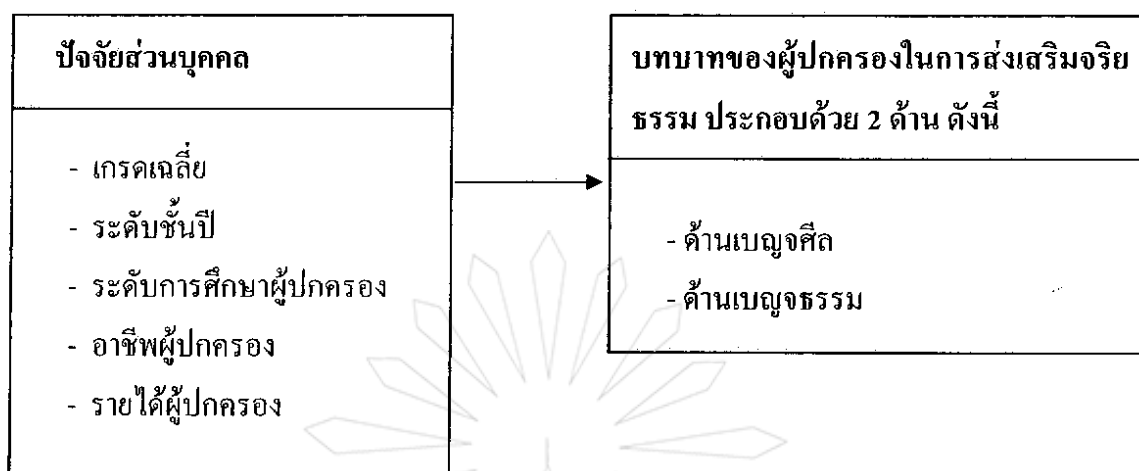 ปัจจัยส่วนบุคคล
- เกรดเฉลี่ย
- ระดับชั้นปี
- ระดับการศึกษาผู้ปกครอง
- อาชีพผู้ปกครอง
- รายได้ผู้ปกครอง
บทบาทของผู้ปกครองในการส่งเสริมจริย
ธรรม ประกอบด้วย 2 ด้าน ดังนี้
- ด้านเบญจศีล
- ด้านเบญจธรรม